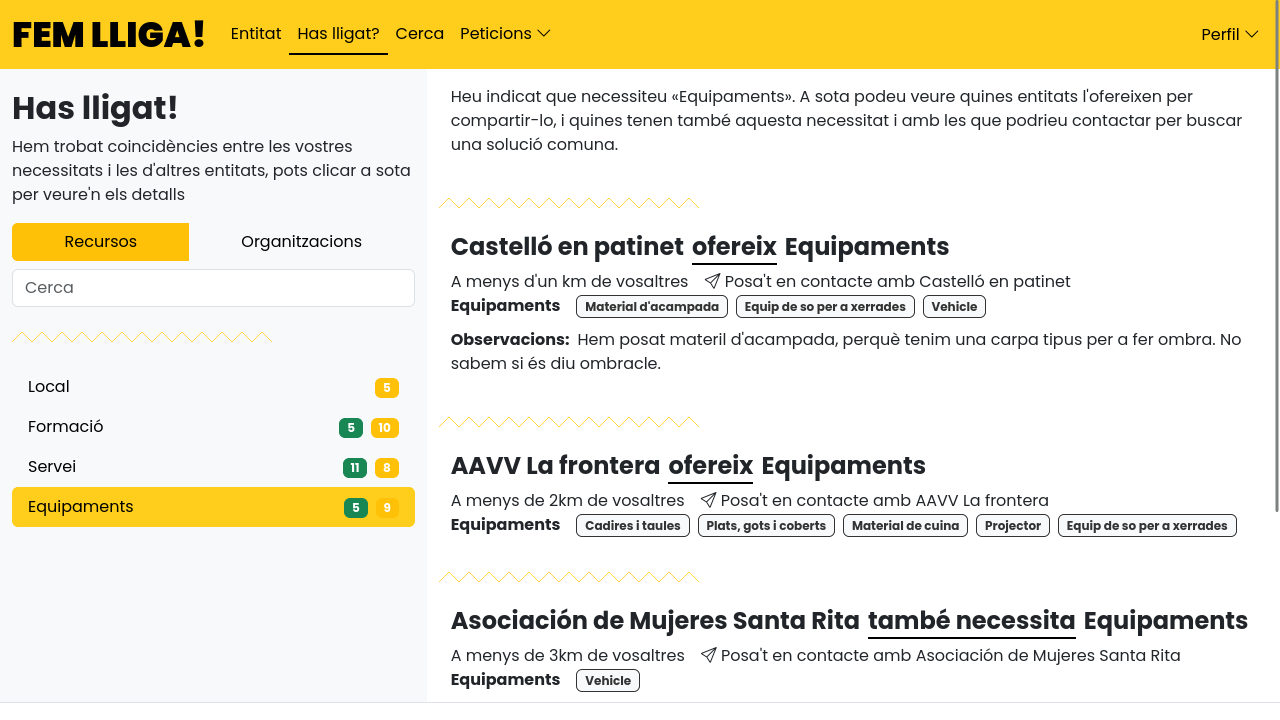 FEM LLIGA!
Entitat
Has lligat?
Cerca
Peticions
Perfil
Has lligat!
Hem trobat coincidències entre les vostres
necessitats i les d'altres entitats, pots clicar a sota
per veure'n els detalls
Recursos
Organitzacions
Cerca
Local 5
Formació 5 10
Servei 11 8
Equipaments 5 9
Heu indicat que necessiteu «Equipaments». A sota podeu veure quines entitats l'ofereixen per
compartir-lo, i quines tenen també aquesta necessitat i amb les que podrieu contactar per buscar
una solució comuna.
Castelló en patinet ofereix Equipaments
A menys d'un km de vosaltres Posa't en contacte amb Castelló en patinet
Equipaments Material d'acampada Equip de so per a xerrades Vehicle
Observacions: Hem posat materil d'acampada, perquè tenim una carpa tipus per a fer ombra. No
sabem si és diu ombracle.
AAVV La frontera ofereix Equipaments
A menys de 2km de vosaltres Posa't en contacte amb AAVV La frontera
Equipaments Cadires i taules Plats, gots i coberts Material de cuina Projector Equip de so per a xerrades
Asociación de Mujeres Santa Rita també necessita Equipaments
A menys de 3km de vosaltres Posa't en contacte amb Asociación de Mujeres Santa Rita
Equipaments Vehicle